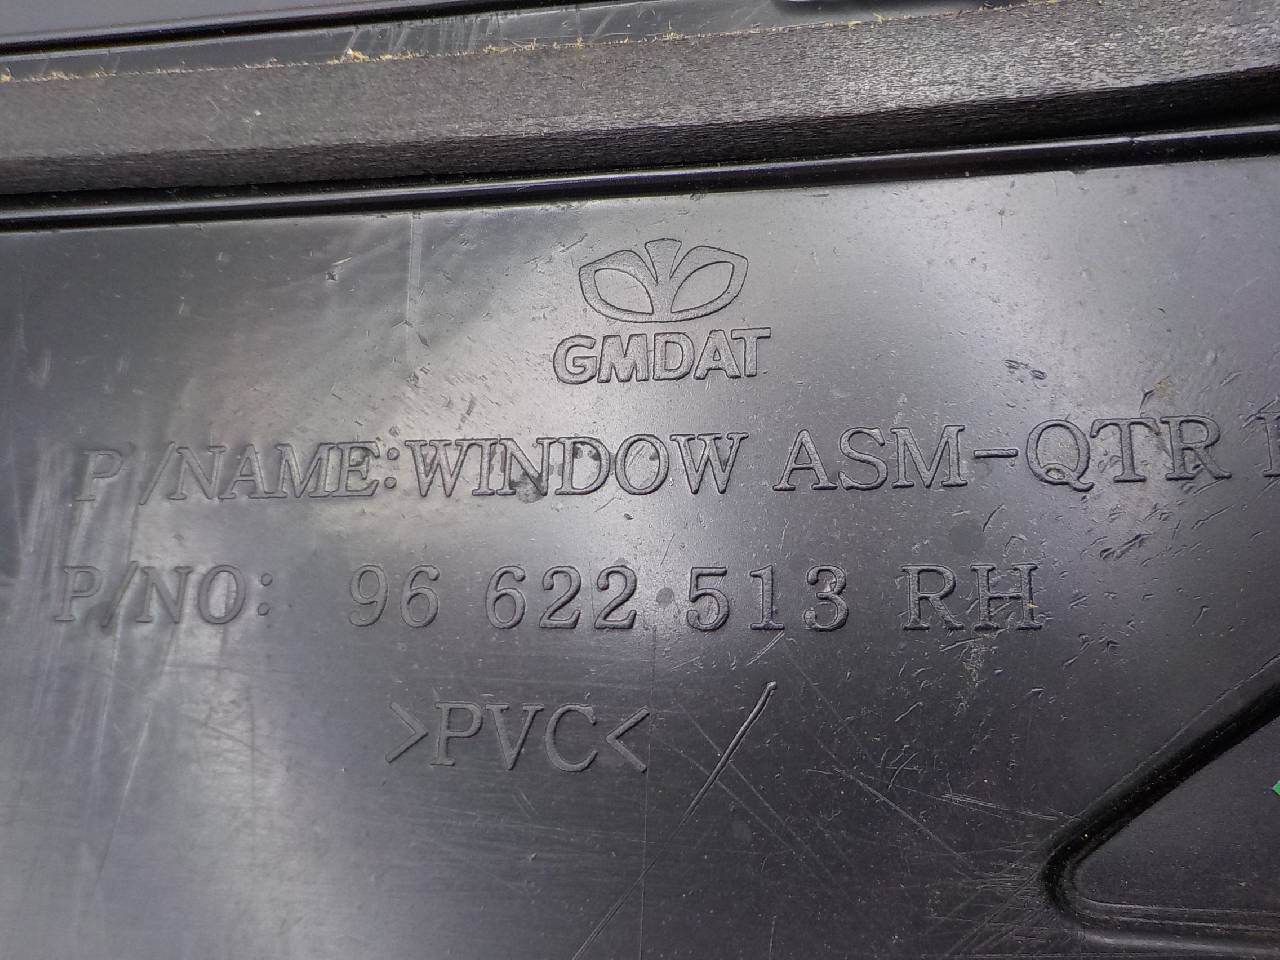 GMDAT
P/NAME:WINDOW ASM-QTR
P/NO: 96 622 513 RH
>PVC<